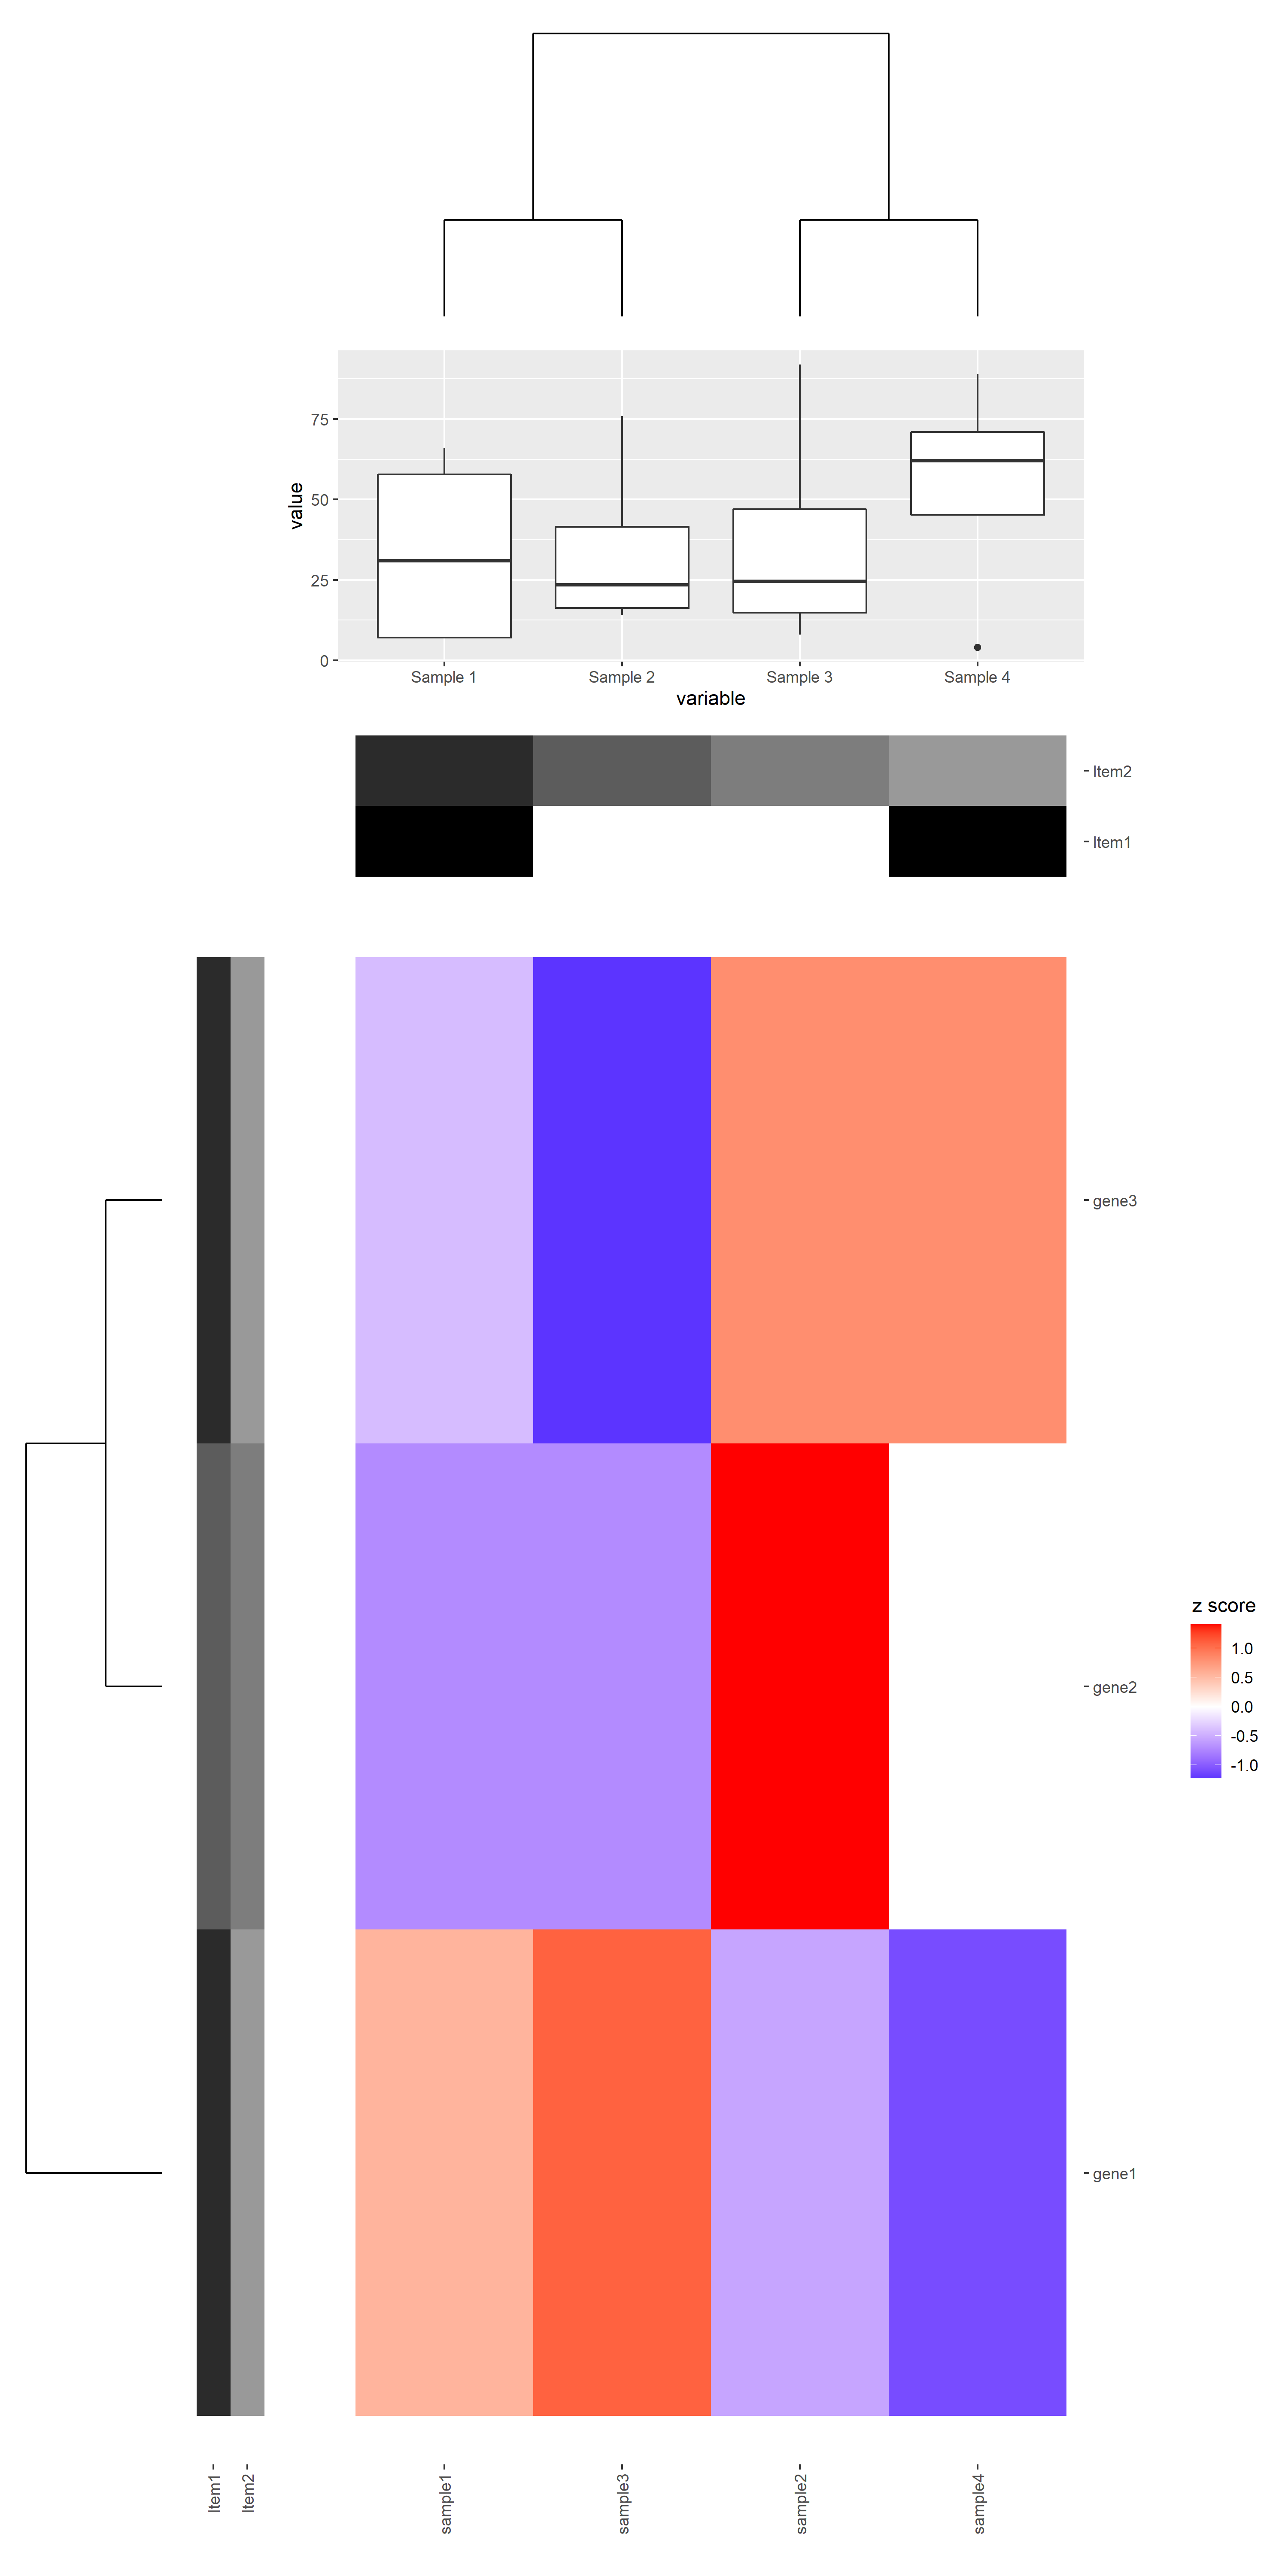 75
50
25
0
value
Sample 1
Sample 2
Sample 3
Sample 4
variable
Item2
Item1
gene3
gene2
gene1
z score
1.0
0.5
0.0
-0.5
-1.0
Item1
Item2
sample1
sample3
sample2
sample4